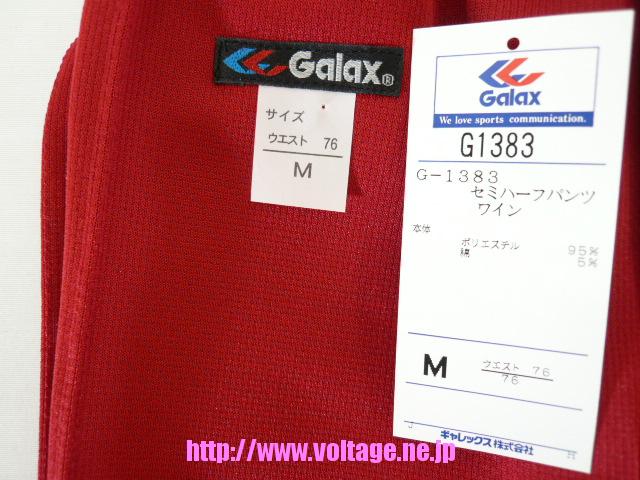 Galax®
サイズ
ウエスト 76
M
Galax
We love sports communication.
G1383
G-1383
セミハーフパンツ
ワイン
本体
ポリエステル 95%
綿 5%
M
ウエスト 76
76
J
H
ギャレックス株式会社
http://www.voltage.ne.jp